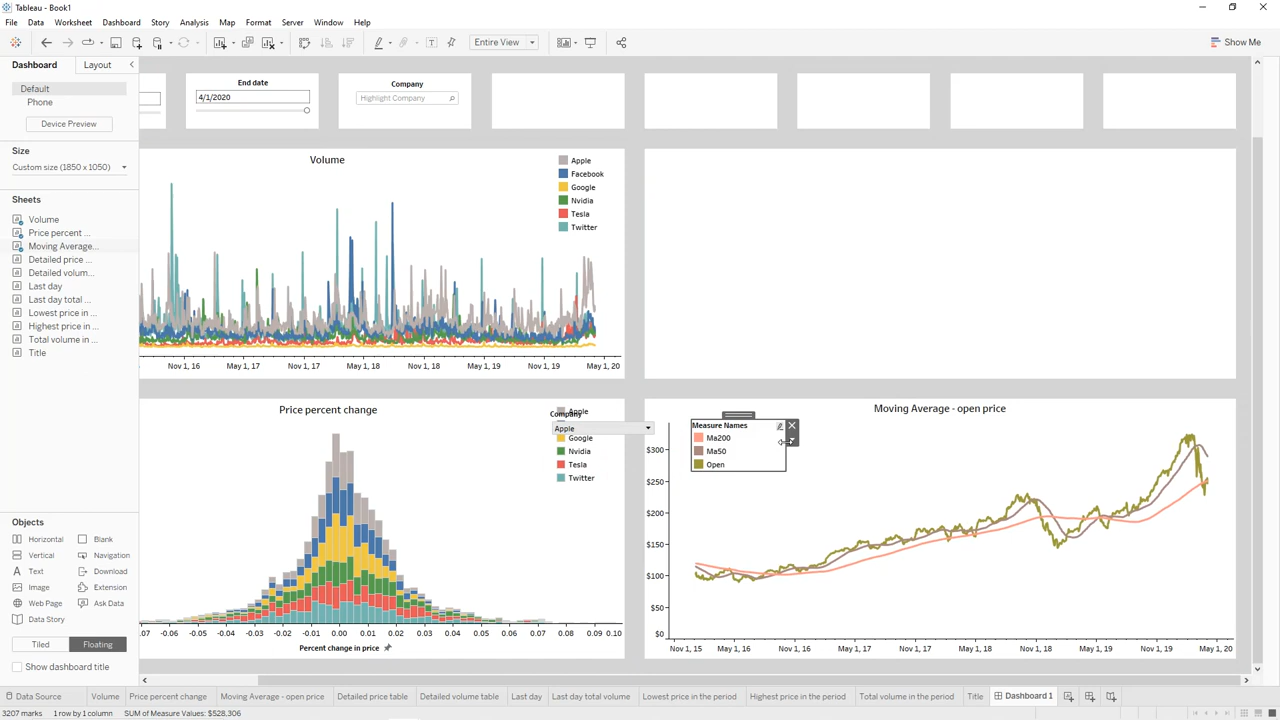 Tableau - Book1
File Data Worksheet Dashboard Story Analysis Map Format Server Window Help
Entire View
Show Me
Dashboard Layout
Default
Phone
Device Preview
Size
Custom size (1850 x 1050)
Sheets
Volume
Price percent ...
Moving Average...
Detailed price ...
Detailed volum...
Last day
Last day total ...
Lowest price in ...
Highest price in ...
Total volume in ...
Title
Objects
Horizontal Blank
Vertical Navigation
Text Download
Image Extension
Web Page Ask Data
Data Story
Tiled Floating
Show dashboard title
End date
4/1/2020
Company
Highlight Company
Volume
Apple
Facebook
Google
Nvidia
Tesla
Twitter
Nov 1, 16 May 1, 17 Nov 1, 17 May 1, 18 Nov 1, 18 May 1, 19 Nov 1, 19 May 1, 20
Price percent change
Apple
Company
Apple
Google
Nvidia
Tesla
Twitter
.07 -0.06 -0.05 -0.04 -0.03 -0.02 -0.01 0.00 0.01 0.02 0.03 0.04 0.05 0.06 0.07 0.08 0.09 0.10
Percent change in price
Moving Average - open price
Measure Names
Ma200
Ma50
Open
$300
$250
$200
$150
$100
$50
$0
Nov 1, 15 May 1, 16 Nov 1, 16 May 1, 17 Nov 1, 17 May 1, 18 Nov 1, 18 May 1, 19 Nov 1, 19 May 1, 20
Data Source Volume Price percent change Moving Average - open price Detailed price table Detailed volume table Last day Last day total volume Lowest price in the period Highest price in the period Total volume in the period Title Dashboard 1
3207 marks 1 row by 1 column SUM of Measure Values: $528,306